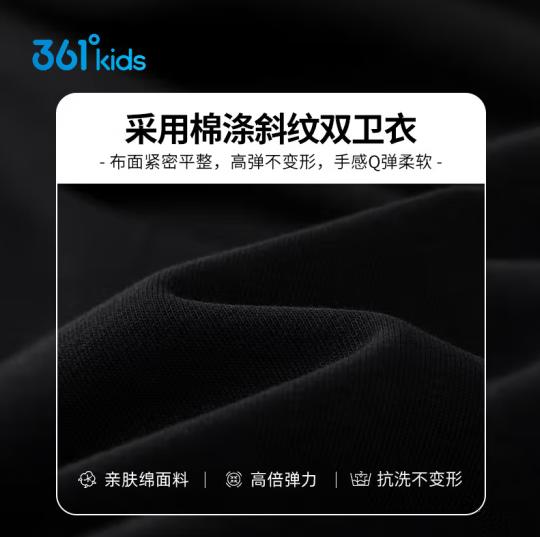 361°kids
采用棉涤斜纹双卫衣
- 布面紧密平整，高弹不变形，手感Q弹柔软 -
亲肤绵面料 | 高倍弹力 | 抗洗不变形